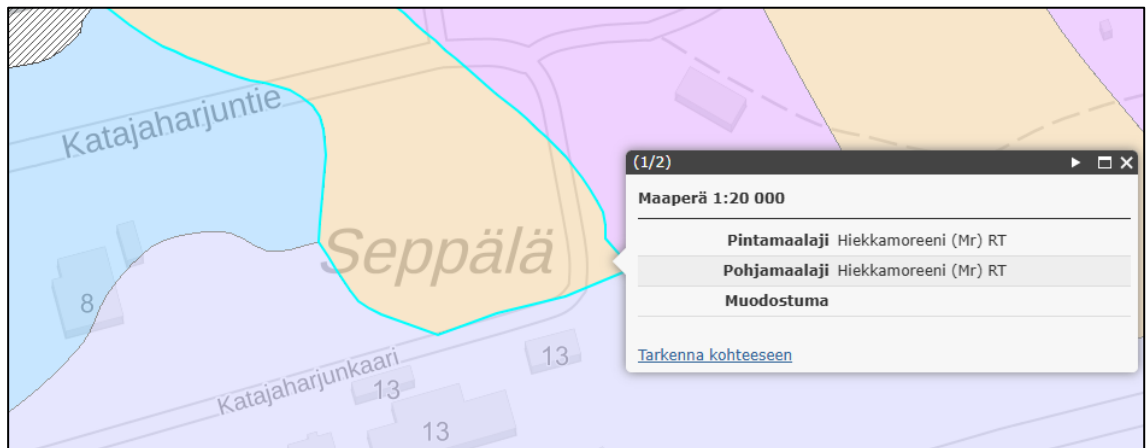 Katajaharjuntie
(1/2)
Maaperä 1:20 000
Pintamaalaji Hiekkamoreeni (Mr) RT
Pohjamaalaji Hiekkamoreeni (Mr) RT
Muodostuma
Tarkenna kohteeseen
Seppälä
8
13
Katajaharjunkaari
13
13